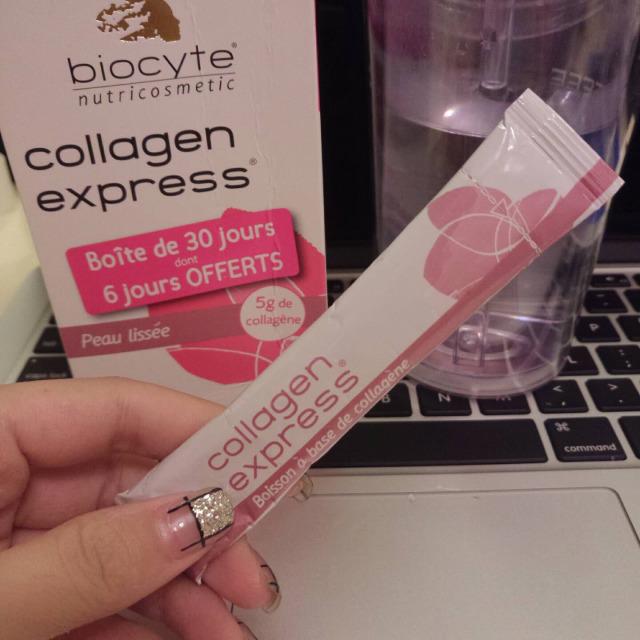 biocyte®
nutricosmetic
collagen
express®
Boîte de 30 jours
dont
6 jours OFFERTS
5g de
collagène
Peau lissée
collagen
express®
Boisson à base de collagène
B
N
M
L
P
<
>
⌘
command